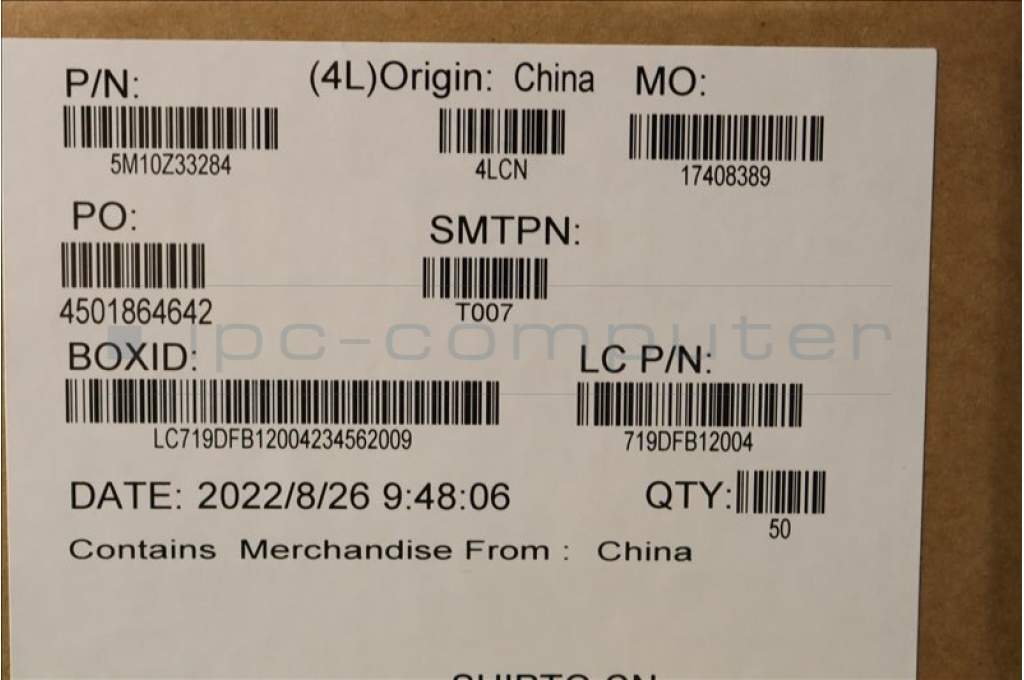 P/N: (4L)Origin: China MO:
5M10Z33284 4LCN 17408389
PO: SMTPN:
4501864642 T007
ipc-computer
BOXID: LC P/N:
LC719DFB12004234562009 719DFB12004
DATE: 2022/8/26 9:48:06 QTY:
50
Contains Merchandise From : China